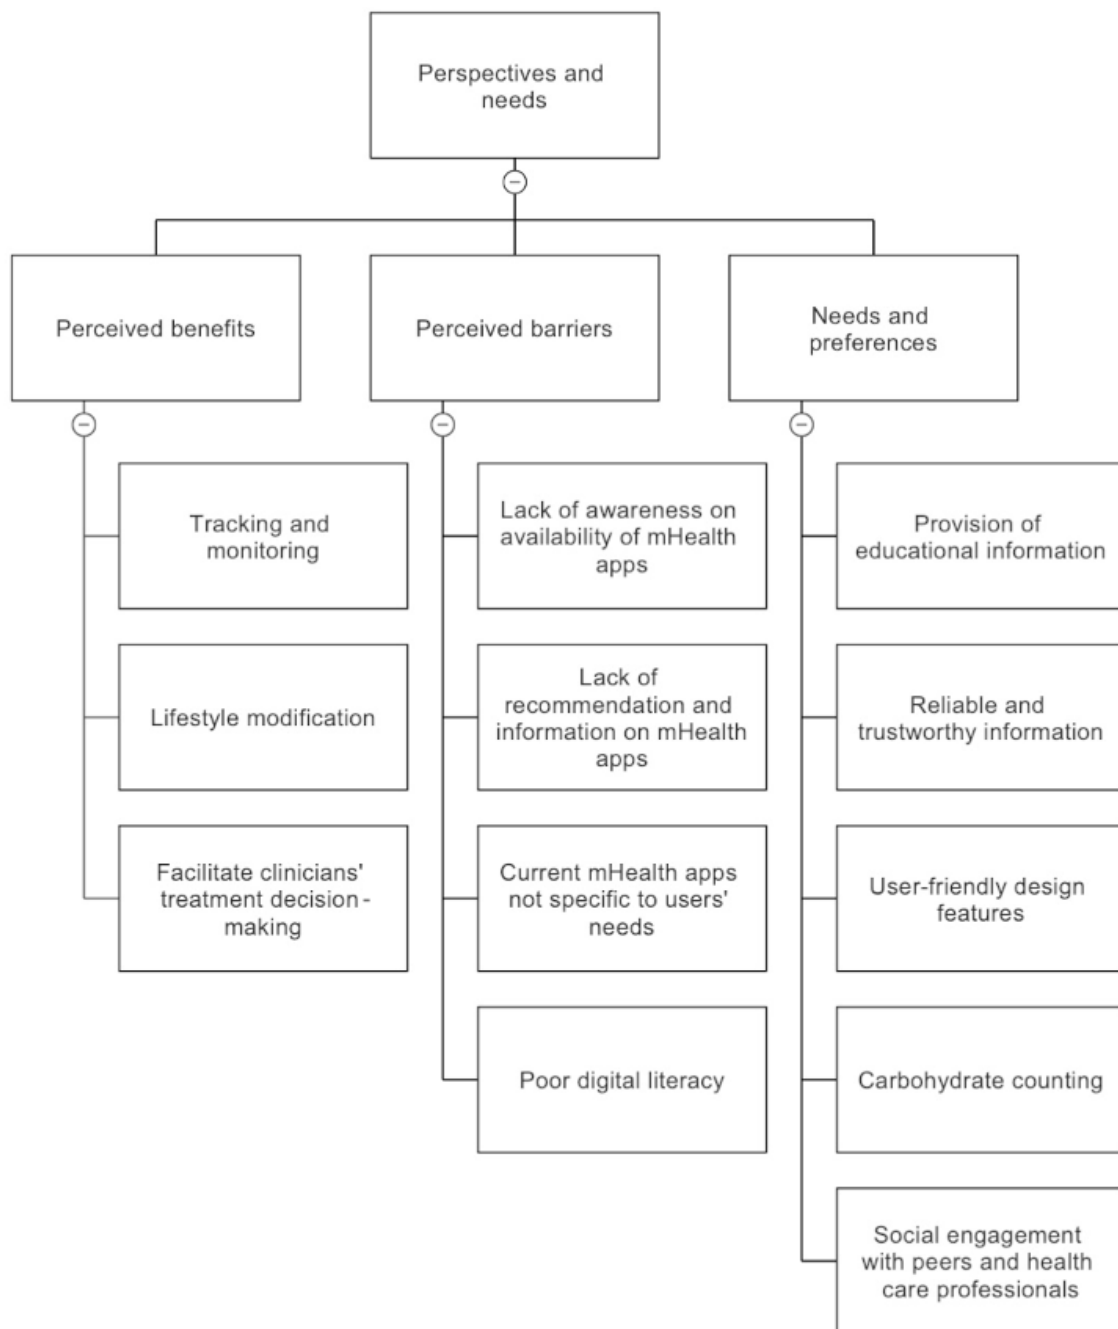 Perspectives and
needs
Perceived benefits
Perceived barriers
Needs and
preferences
Tracking and
monitoring
Lifestyle modification
Facilitate clinicians'
treatment decision-
making
Lack of awareness on
availability of mHealth
apps
Lack of
recommendation and
information on mHealth
apps
Current mHealth apps
not specific to users'
needs
Poor digital literacy
Provision of
educational information
Reliable and
trustworthy information
User-friendly design
features
Carbohydrate counting
Social engagement
with peers and health
care professionals